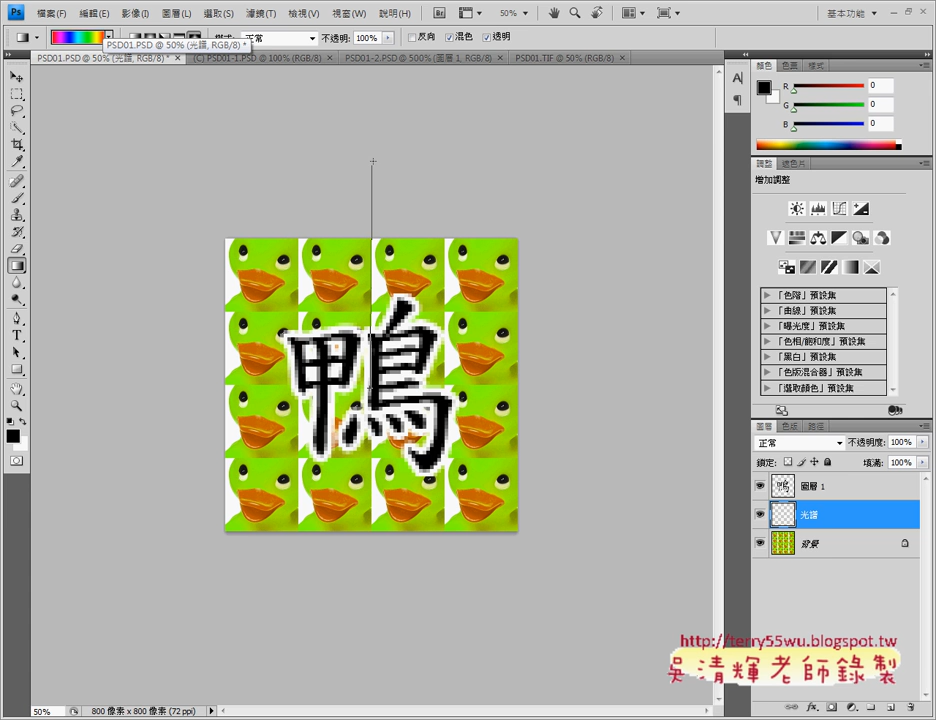 Ps 檔案(F) 編輯(E) 影像(I) 圖層(L) 選取(S) 濾鏡(T) 檢視(V) 視窗(W) 說明(H) Br 50% 基本功能
模式: 正常 不透明: 100% 反向 混色 透明
PSD01.PSD @ 50% (光譜, RGB/8) *
PSD01.PSD @ 50% (光譜, RGB/8) * (C) PSD01-1.PSD @ 100% (RGB/8) PSD01-2.PSD @ 500% (圖層 1, RGB/8) PSD01.TIF @ 50% (RGB/8)
顏色 色票 樣式
R 0
G 0
B 0
調整 遮色片
增加調整
「色階」預設集
「曲線」預設集
「曝光度」預設集
「色相/飽和度」預設集
「黑白」預設集
「色版混合器」預設集
「選取顏色」預設集
圖層 色版 路徑
正常 不透明度: 100%
鎖定: 填滿: 100%
圖層 1
光譜
背景
鴨
http://terry55wu.blogspot.tw
吳清輝老師錄製
50% 800 像素 x 800 像素 (72 ppi)